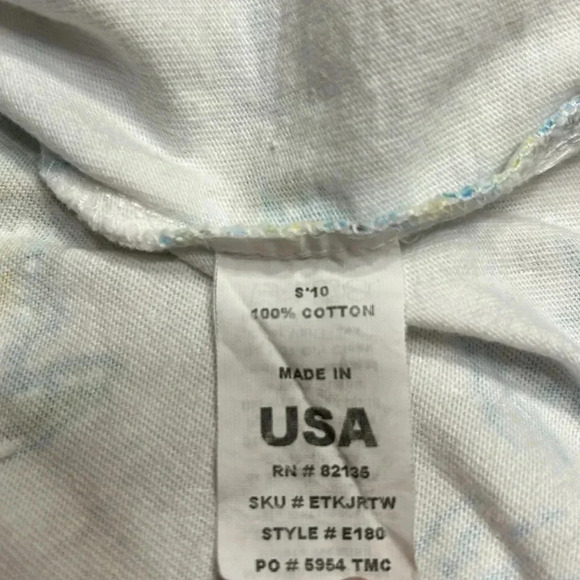 S'10
100% COTTON
MADE IN
USA
RN # 82135
SKU # ETKJRTW
STYLE # E180
PO # 5954 TMC